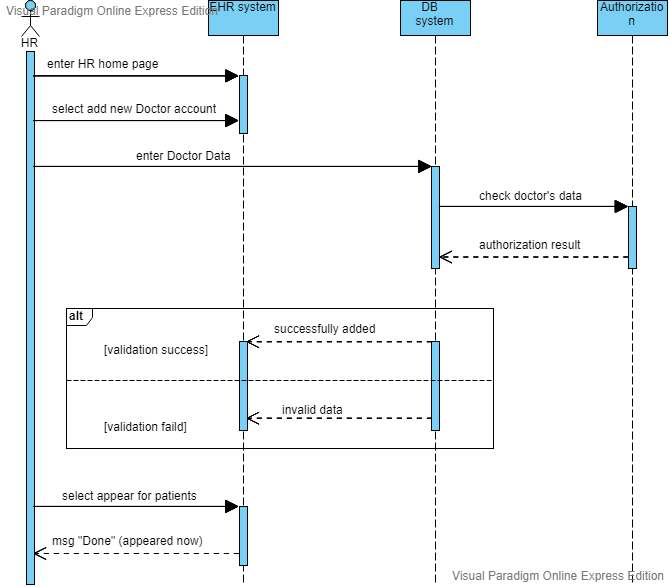 Visual Paradigm Online Express Edition
EHR system
DB
system
Authorizatio
n
HR
enter HR home page
select add new Doctor account
enter Doctor Data
check doctor's data
authorization result
alt
successfully added
[validation success]
invalid data
[validation faild]
select appear for patients
msg "Done" (appeared now)
Visual Paradigm Online Express Edition